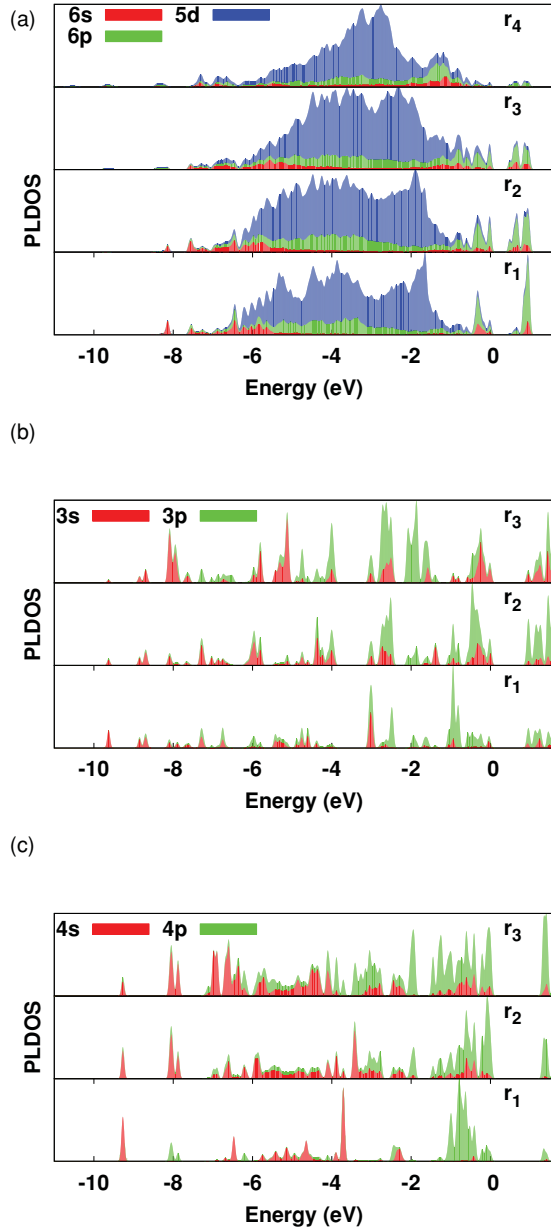 (a)
6s 5d
6p
r4
r3
r2
r1
PLDOS
-10 -8 -6 -4 -2 0
Energy (eV)
(b)
3s 3p
r3
r2
r1
PLDOS
-10 -8 -6 -4 -2 0
Energy (eV)
(c)
4s 4p
r3
r2
r1
PLDOS
-10 -8 -6 -4 -2 0
Energy (eV)